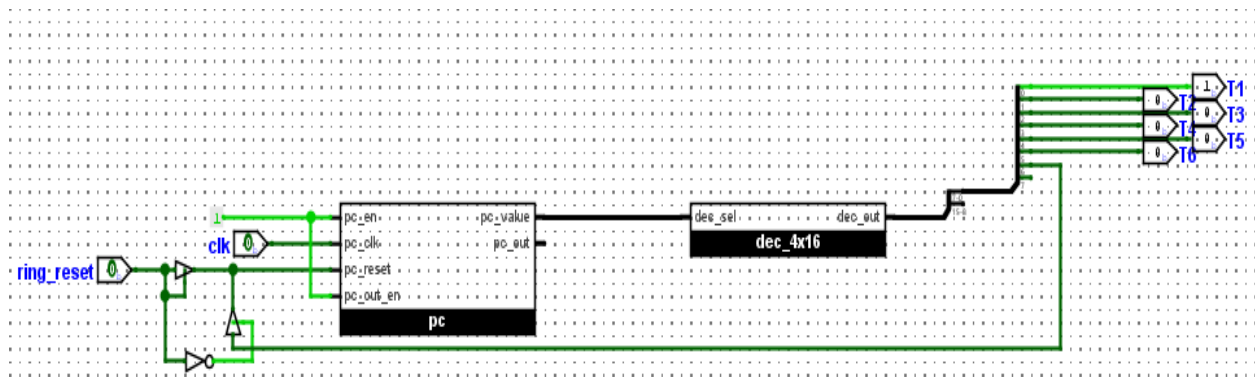 1 T1
0 T2
0 T3
0 T4
0 T5
0 T6
1 pc_en pc_value dec_sel dec_out
clk 0 pc_clk pc_out dec_4x16
ring_reset 0 pc_reset
pc_out_en
pc